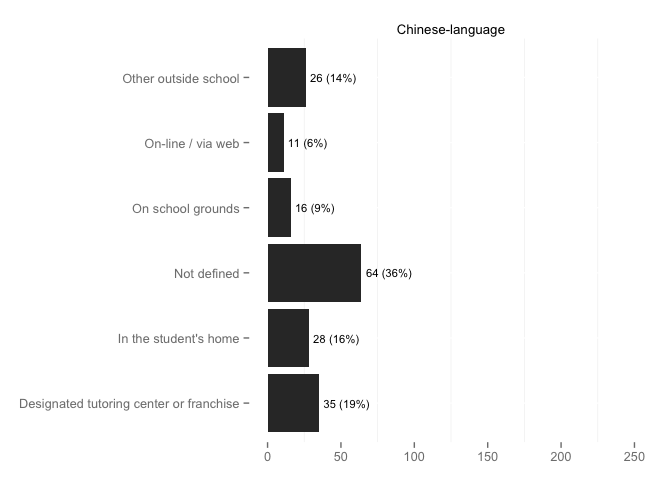 Chinese-language
Other outside school 26 (14%)
On-line / via web 11 (6%)
On school grounds 16 (9%)
Not defined 64 (36%)
In the student's home 28 (16%)
Designated tutoring center or franchise 35 (19%)
0 50 100 150 200 250